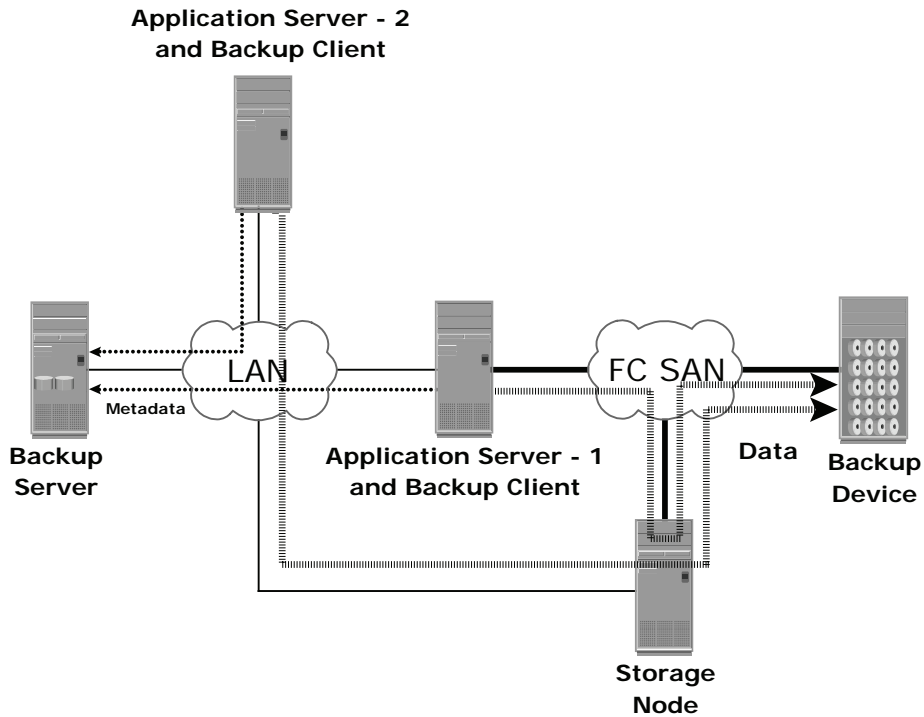 Application Server - 2
and Backup Client
LAN
FC SAN
Metadata
Backup
Server
Application Server - 1
and Backup Client
Data
Backup
Device
Storage
Node